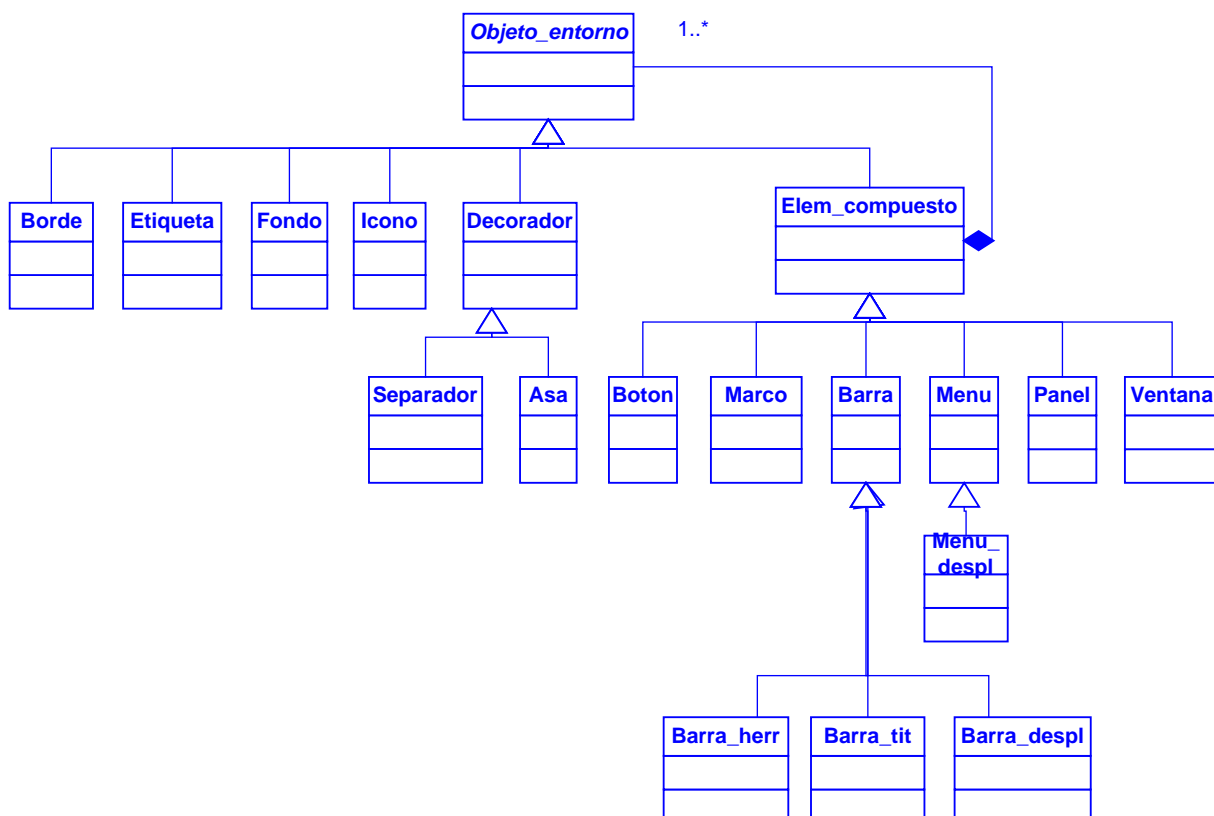 Objeto_entorno
1..*
Borde
Etiqueta
Fondo
Icono
Decorador
Elem_compuesto
Separador
Asa
Boton
Marco
Barra
Menu
Panel
Ventana
Menu_
despl
Barra_herr
Barra_tit
Barra_despl